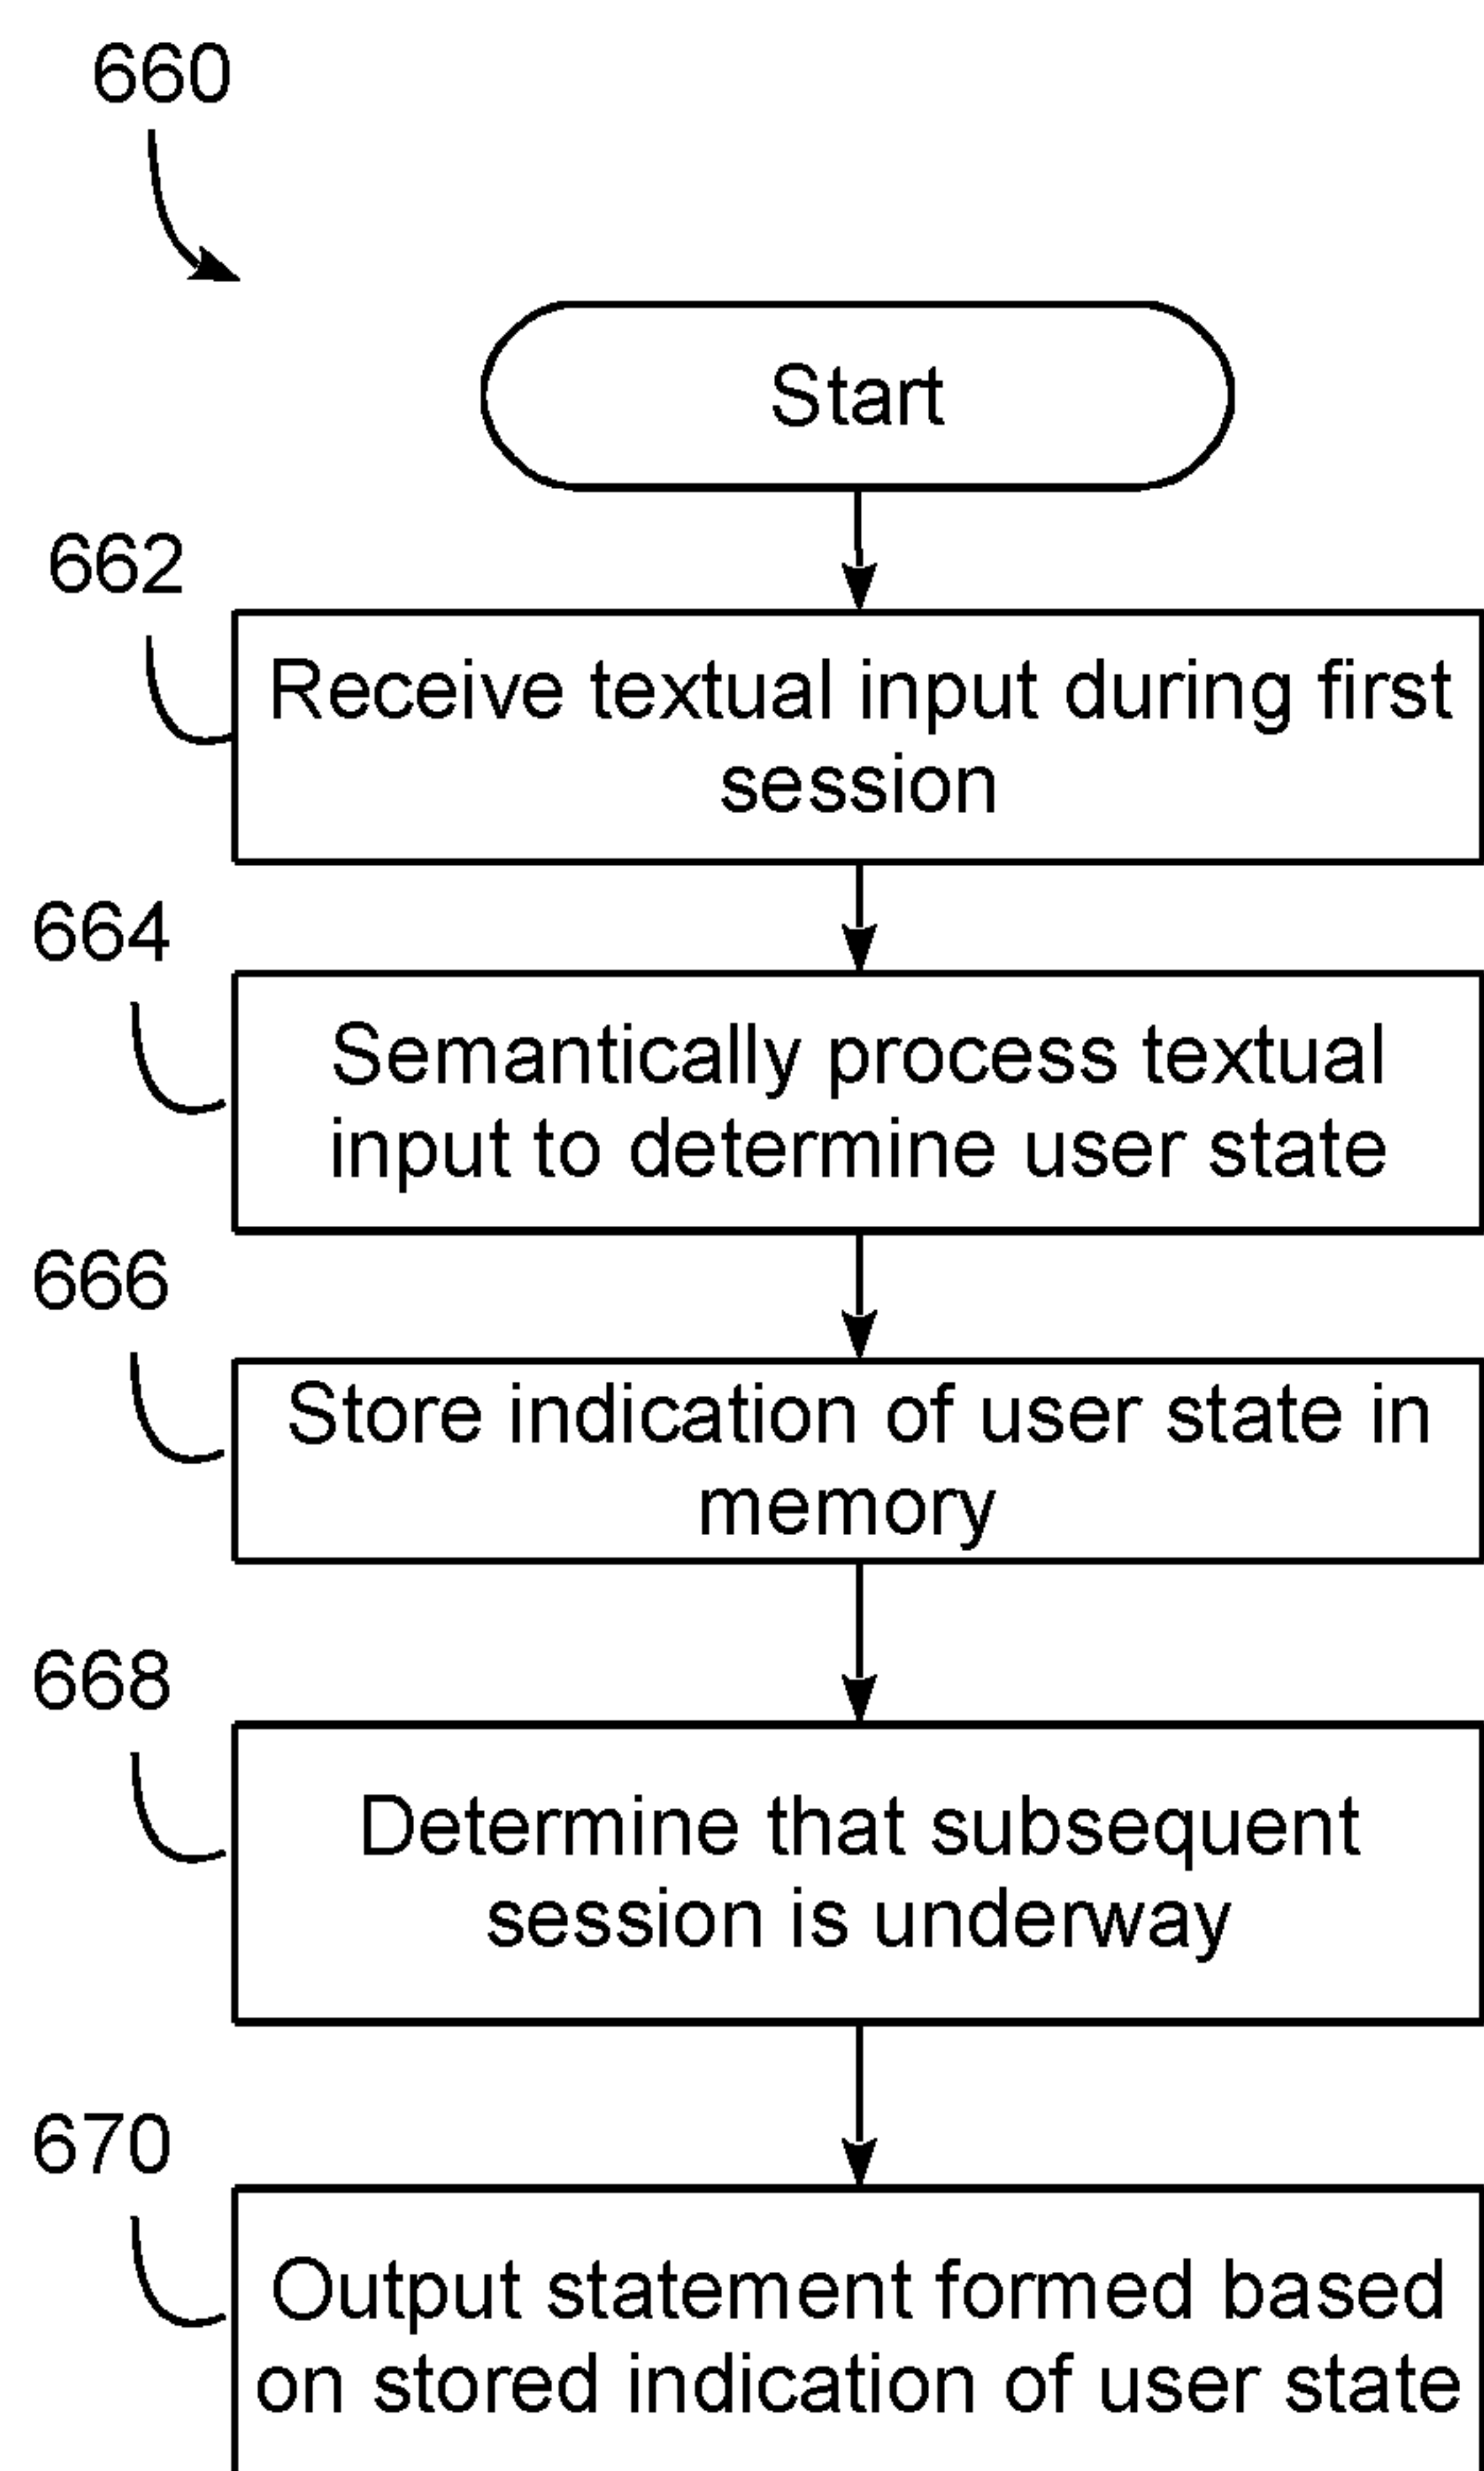 660
Start
662
Receive textual input during first
session
664
Semantically process textual
input to determine user state
666
Store indication of user state in
memory
668
Determine that subsequent
session is underway
670
Output statement formed based
on stored indication of user state